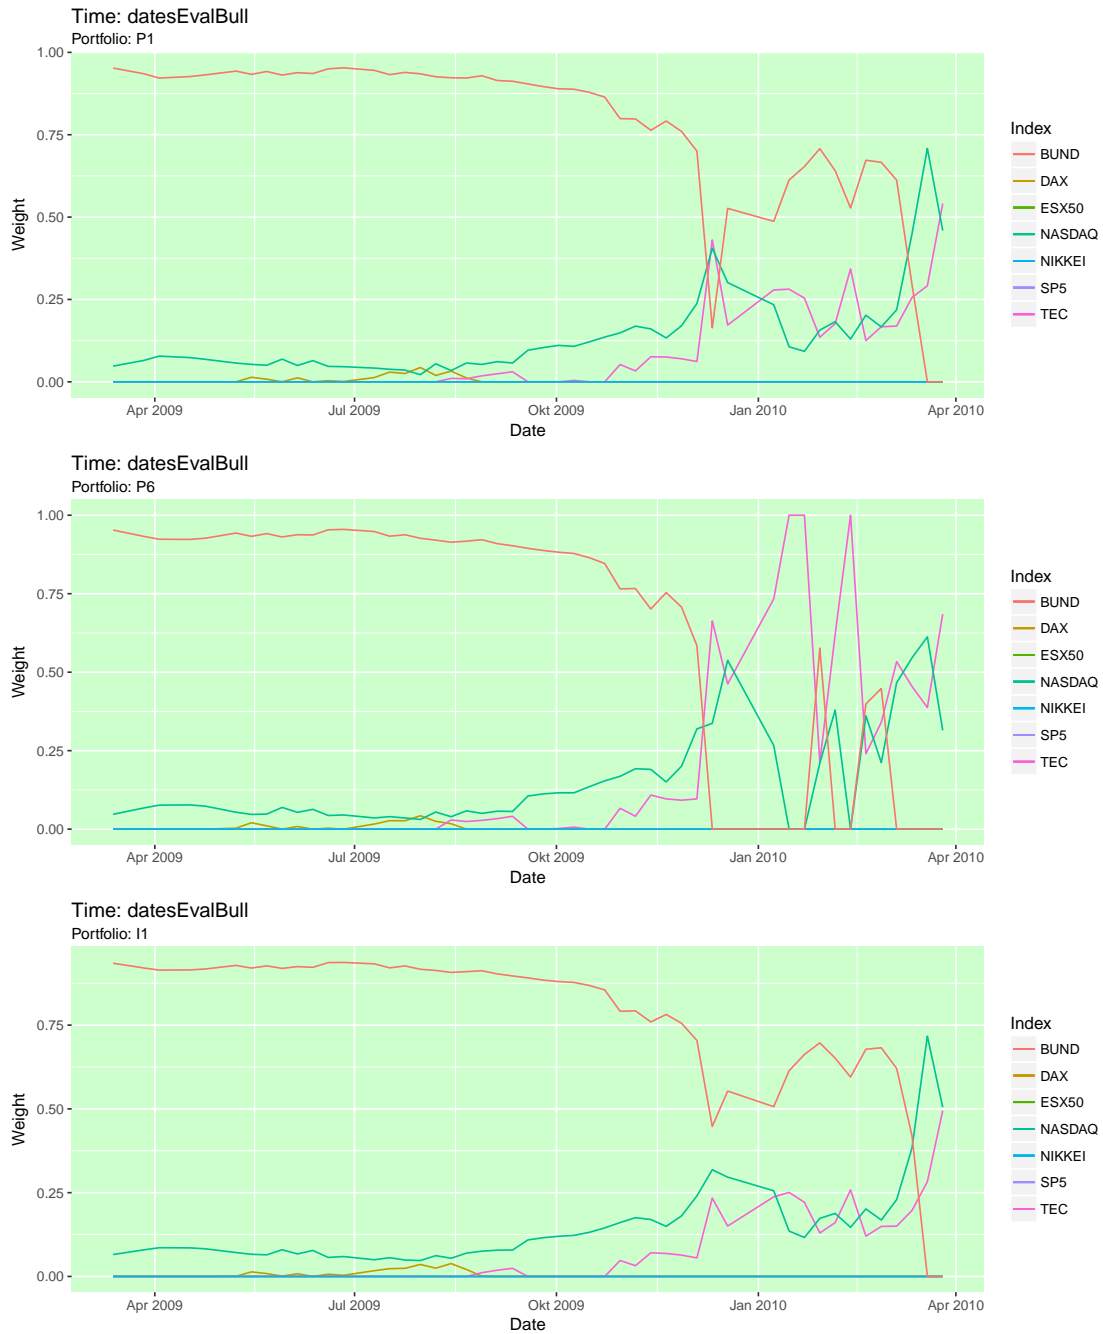 Time: datesEvalBull
Portfolio: P1
1.00
0.75
0.50
0.25
0.00
Weight
Apr 2009
Jul 2009
Okt 2009
Jan 2010
Apr 2010
Date
Index
BUND
DAX
ESX50
NASDAQ
NIKKEI
SP5
TEC
Time: datesEvalBull
Portfolio: P6
1.00
0.75
0.50
0.25
0.00
Weight
Apr 2009
Jul 2009
Okt 2009
Jan 2010
Apr 2010
Date
Index
BUND
DAX
ESX50
NASDAQ
NIKKEI
SP5
TEC
Time: datesEvalBull
Portfolio: I1
0.75
0.50
0.25
0.00
Weight
Apr 2009
Jul 2009
Okt 2009
Jan 2010
Apr 2010
Date
Index
BUND
DAX
ESX50
NASDAQ
NIKKEI
SP5
TEC